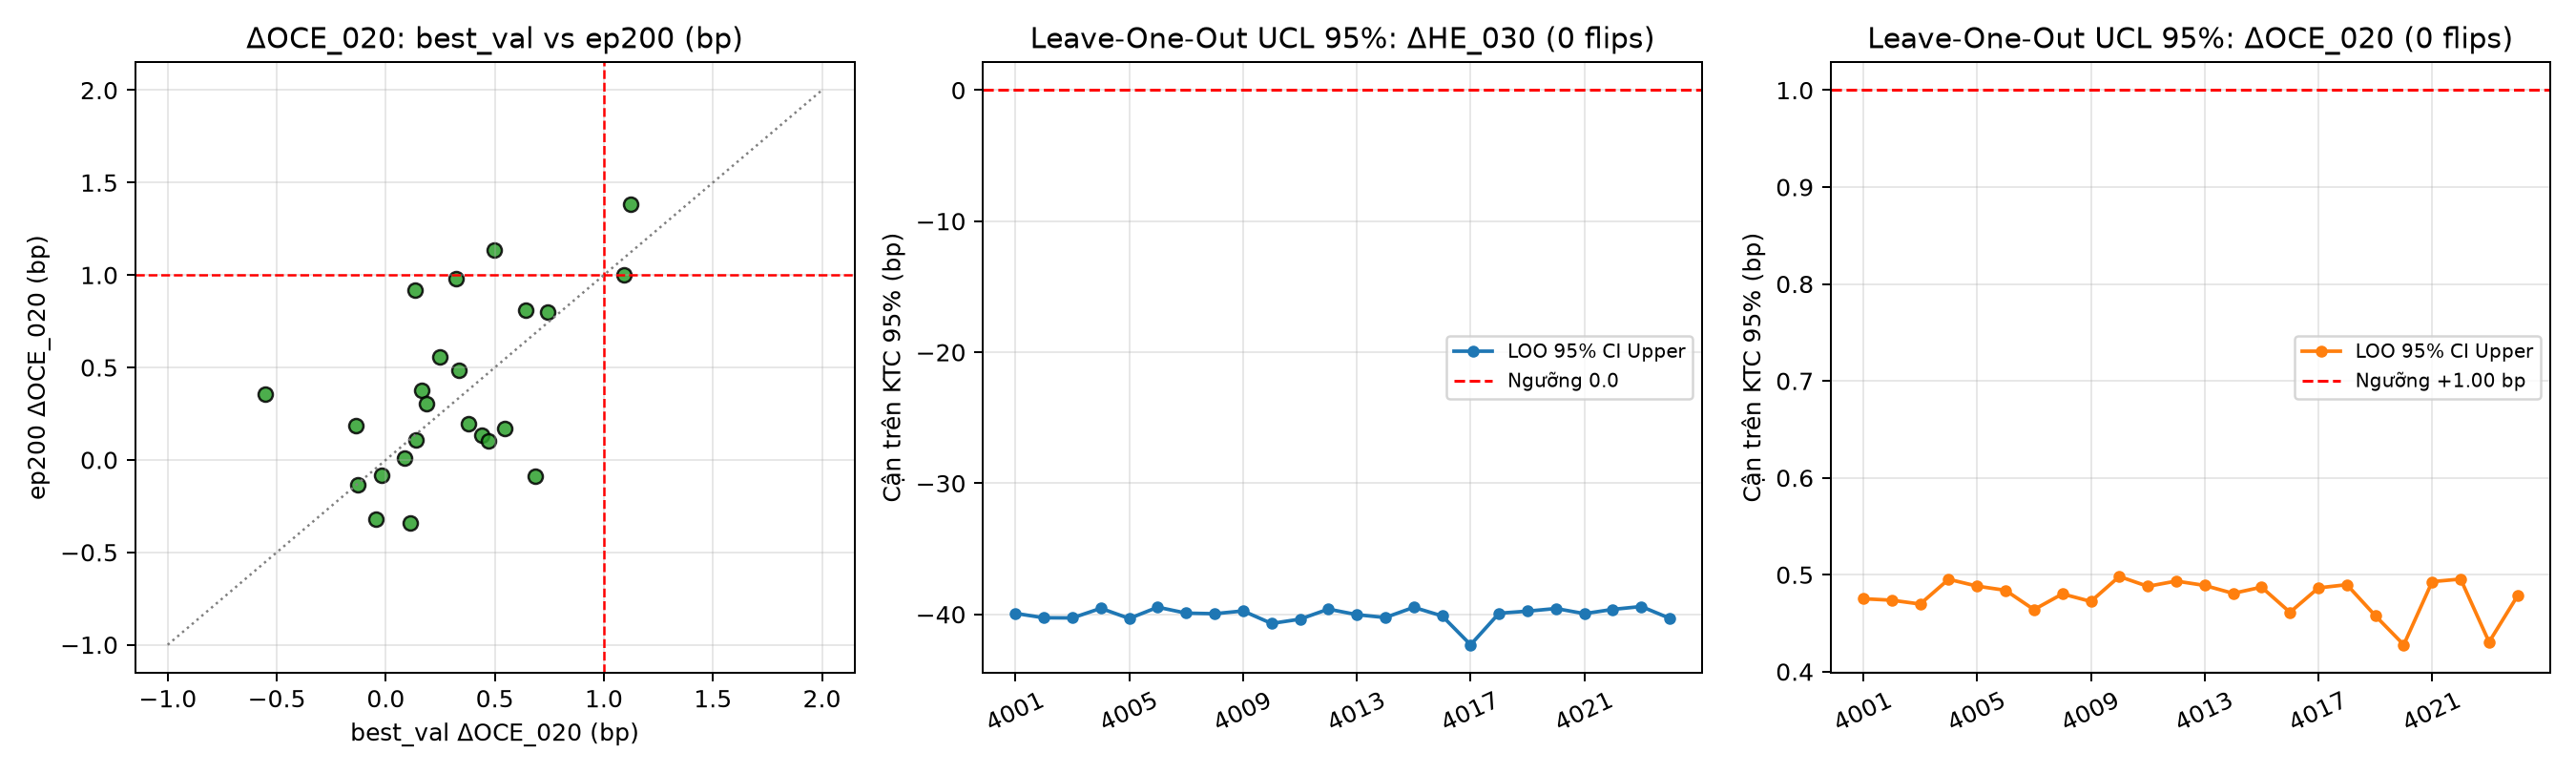 ΔOCE_020: best_val vs ep200 (bp)
2.0
1.5
1.0
0.5
0.0
−0.5
−1.0
ep200 ΔOCE_020 (bp)
−1.0 −0.5 0.0 0.5 1.0 1.5 2.0
best_val ΔOCE_020 (bp)
Leave-One-Out UCL 95%: ΔHE_030 (0 flips)
0
−10
−20
−30
−40
Cận trên KTC 95% (bp)
LOO 95% CI Upper
Ngưỡng 0.0
4001 4005 4009 4013 4017 4021
Leave-One-Out UCL 95%: ΔOCE_020 (0 flips)
1.0
0.9
0.8
0.7
0.6
0.5
0.4
Cận trên KTC 95% (bp)
LOO 95% CI Upper
Ngưỡng +1.00 bp
4001 4005 4009 4013 4017 4021